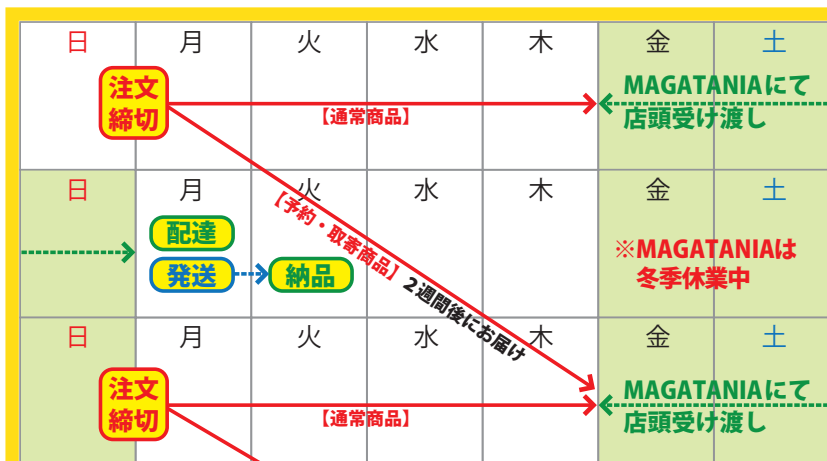 日 月 火 水 木 金 土
注文
締切
【通常商品】
MAGATANIAにて
店頭受け渡し
日 月 火 水 木 金 土
配達
発送
納品
【予約・取寄商品】2週間後にお届け
※MAGATANIAは
冬季休業中
日 月 火 水 木 金 土
注文
締切
【通常商品】
MAGATANIAにて
店頭受け渡し